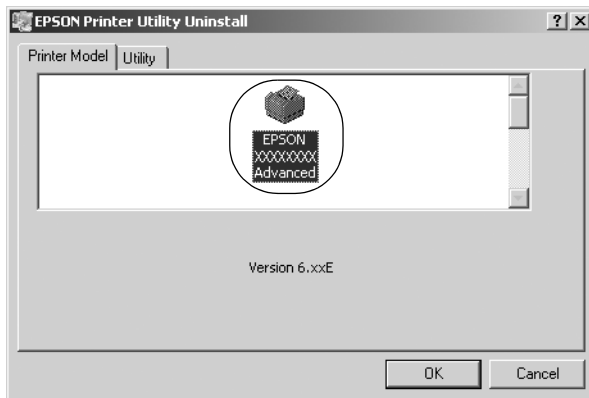 EPSON Printer Utility Uninstall
? X
Printer Model
Utility
EPSON
XXXXXXXX
Advanced
Version 6.xxE
OK
Cancel